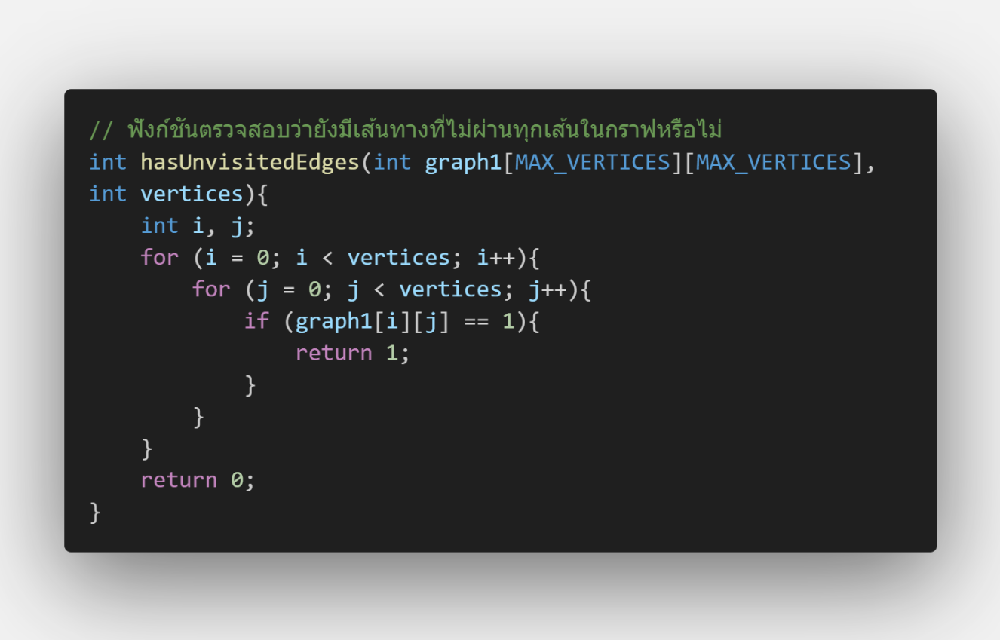 // ฟังก์ชันตรวจสอบว่ายังมีเส้นทางที่ไม่ผ่านทุกเส้นในกราฟหรือไม่
int hasUnvisitedEdges(int graph1[MAX_VERTICES][MAX_VERTICES],
int vertices){
    int i, j;
    for (i = 0; i < vertices; i++){
        for (j = 0; j < vertices; j++){
            if (graph1[i][j] == 1){
                return 1;
            }
        }
    }
    return 0;
}